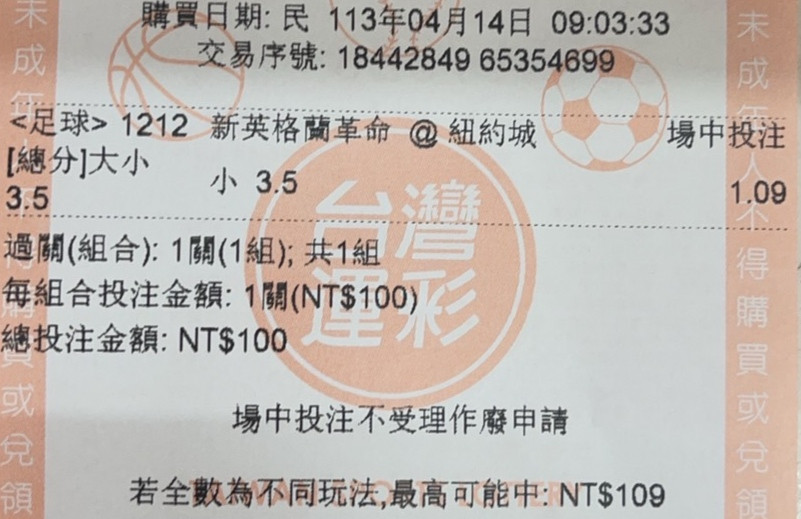 購買日期: 民 113年04月14日 09:03:33
交易序號: 18442849 65354699
<足球> 1212 新英格蘭革命 @ 紐約城 場中投注
[總分]大小
3.5 小 3.5 1.09
過關(組合): 1關(1組); 共1組
每組合投注金額: 1關(NT$100)
總投注金額: NT$100
場中投注不受理作廢申請
若全數為不同玩法,最高可能中: NT$109
台灣
運彩
未成年
或兌領
未成年人不得購買或兌領